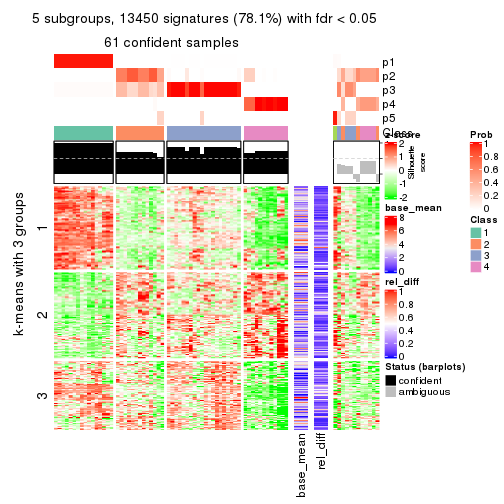 5 subgroups, 13450 signatures (78.1%) with fdr < 0.05
61 confident samples
p1
p2
p3
p4
p5
Class
Silhouette
score
k-means with 3 groups
1
2
3
base_mean
rel_diff
z-score
2
1
0
-1
-2
base_mean
8
6
4
2
0
rel_diff
1
0.8
0.6
0.4
0.2
0
Status (barplots)
confident
ambiguous
Prob
1
0.8
0.6
0.4
0.2
0
Class
1
2
3
4